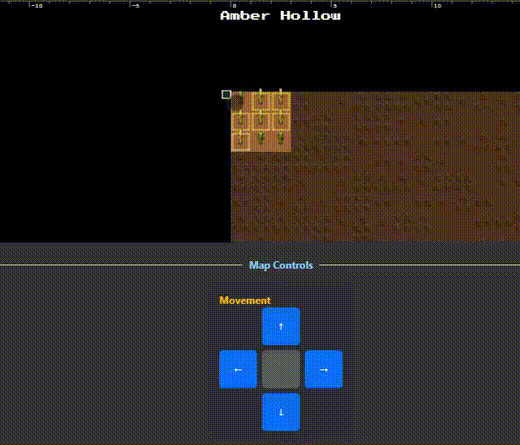 -10 -5 0 5 10
Amber Hollow
Map Controls
Movement
↑
← →
↓